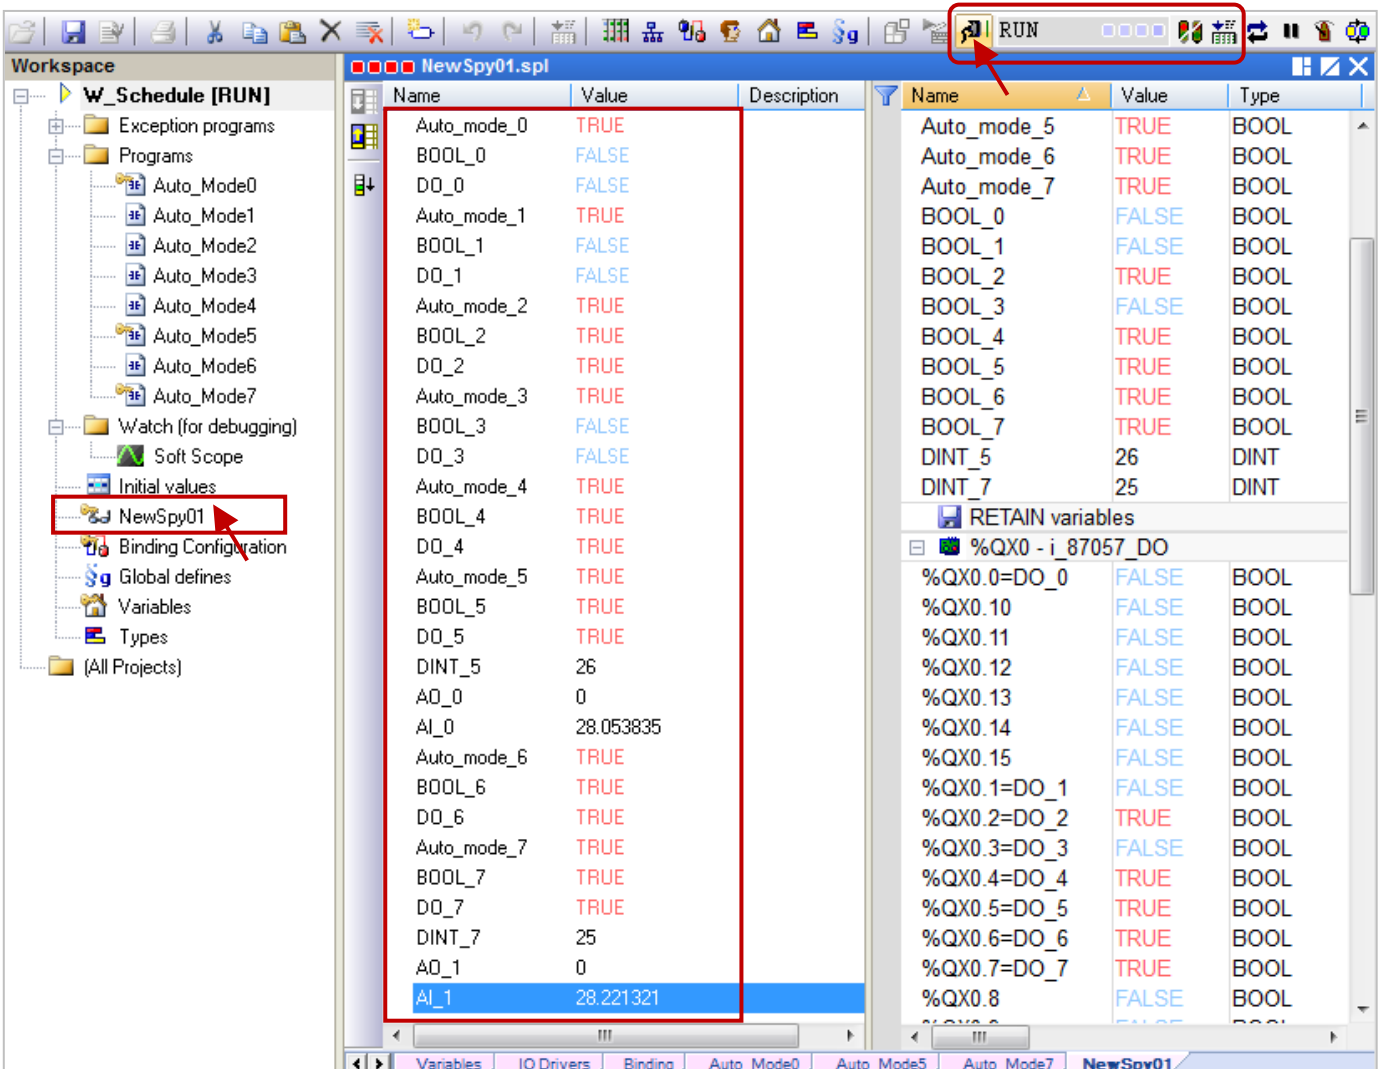 RUN
Workspace
W_Schedule [RUN]
Exception programs
Programs
Auto_Mode0
Auto_Mode1
Auto_Mode2
Auto_Mode3
Auto_Mode4
Auto_Mode5
Auto_Mode6
Auto_Mode7
Watch (for debugging)
Soft Scope
Initial values
NewSpy01
Binding Configuration
Global defines
Variables
Types
(All Projects)
NewSpy01.spl
Name Value Description
Auto_mode_0 TRUE
BOOL_0 FALSE
DO_0 FALSE
Auto_mode_1 TRUE
BOOL_1 FALSE
DO_1 FALSE
Auto_mode_2 TRUE
BOOL_2 TRUE
DO_2 TRUE
Auto_mode_3 TRUE
BOOL_3 FALSE
DO_3 FALSE
Auto_mode_4 TRUE
BOOL_4 TRUE
DO_4 TRUE
Auto_mode_5 TRUE
BOOL_5 TRUE
DO_5 TRUE
DINT_5 26
AO_0 0
AI_0 28.053835
Auto_mode_6 TRUE
BOOL_6 TRUE
DO_6 TRUE
Auto_mode_7 TRUE
BOOL_7 TRUE
DO_7 TRUE
DINT_7 25
AO_1 0
AI_1 28.221321
Name Value Type
Auto_mode_5 TRUE BOOL
Auto_mode_6 TRUE BOOL
Auto_mode_7 TRUE BOOL
BOOL_0 FALSE BOOL
BOOL_1 FALSE BOOL
BOOL_2 TRUE BOOL
BOOL_3 FALSE BOOL
BOOL_4 TRUE BOOL
BOOL_5 TRUE BOOL
BOOL_6 TRUE BOOL
BOOL_7 TRUE BOOL
DINT_5 26 DINT
DINT_7 25 DINT
RETAIN variables
%QX0 - i_87057_DO
%QX0.0=DO_0 FALSE BOOL
%QX0.10 FALSE BOOL
%QX0.11 FALSE BOOL
%QX0.12 FALSE BOOL
%QX0.13 FALSE BOOL
%QX0.14 FALSE BOOL
%QX0.15 FALSE BOOL
%QX0.1=DO_1 FALSE BOOL
%QX0.2=DO_2 TRUE BOOL
%QX0.3=DO_3 FALSE BOOL
%QX0.4=DO_4 TRUE BOOL
%QX0.5=DO_5 TRUE BOOL
%QX0.6=DO_6 TRUE BOOL
%QX0.7=DO_7 TRUE BOOL
%QX0.8 FALSE BOOL
Variables IO Drivers Binding Auto_Mode0 Auto_Mode5 Auto_Mode7 NewSpy01